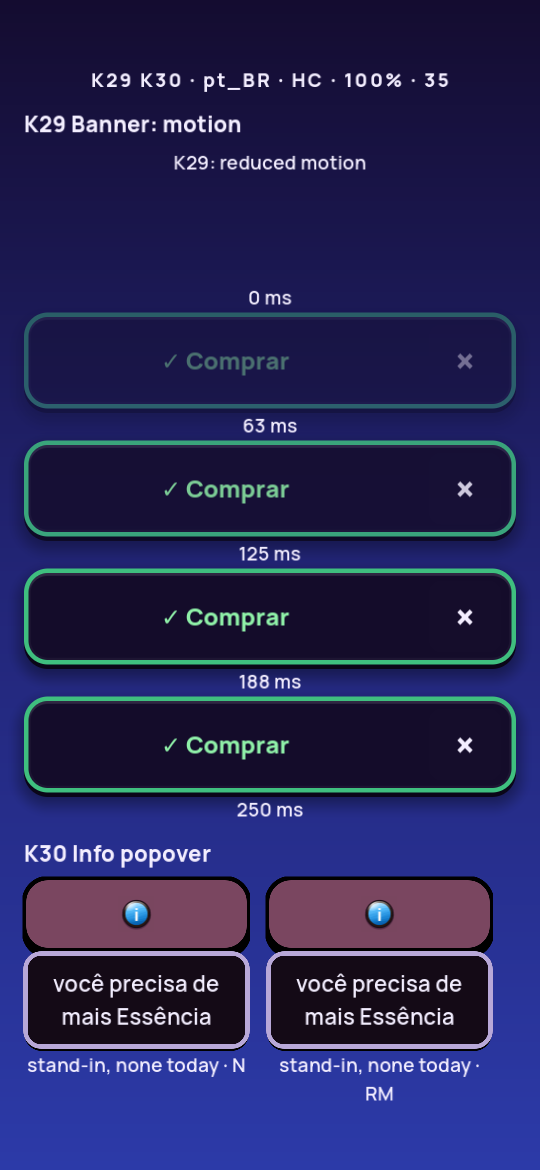 K29 K30 · pt_BR · HC · 100% · 35
K29 Banner: motion
K29: reduced motion
0 ms
✓ Comprar ×
63 ms
✓ Comprar ×
125 ms
✓ Comprar ×
188 ms
✓ Comprar ×
250 ms
K30 Info popover
i i
você precisa de
mais Essência
você precisa de
mais Essência
stand-in, none today · N
stand-in, none today ·
RM